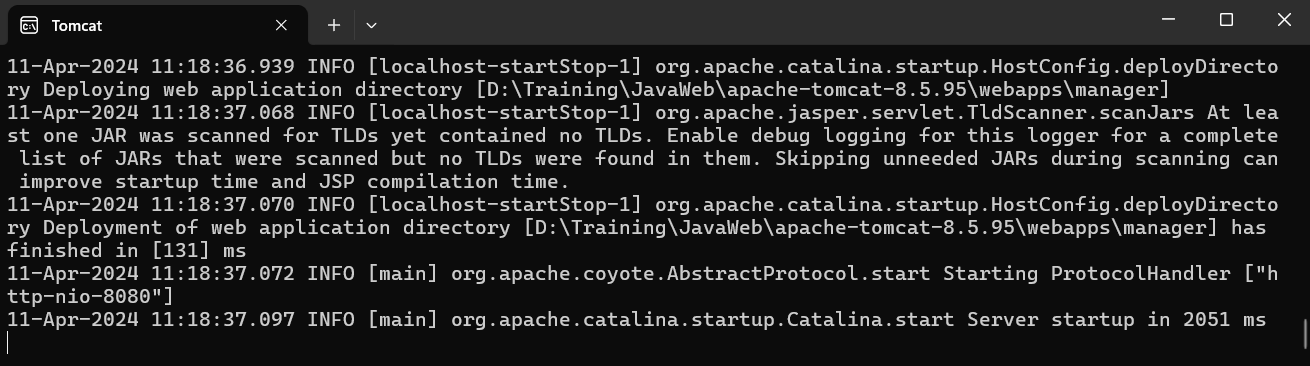 Tomcat
11-Apr-2024 11:18:36.939 INFO [localhost-startStop-1] org.apache.catalina.startup.HostConfig.deployDirecto
ry Deploying web application directory [D:\Training\JavaWeb\apache-tomcat-8.5.95\webapps\manager]
11-Apr-2024 11:18:37.068 INFO [localhost-startStop-1] org.apache.jasper.servlet.TldScanner.scanJars At lea
st one JAR was scanned for TLDs yet contained no TLDs. Enable debug logging for this logger for a complete
 list of JARs that were scanned but no TLDs were found in them. Skipping unneeded JARs during scanning can
 improve startup time and JSP compilation time.
11-Apr-2024 11:18:37.070 INFO [localhost-startStop-1] org.apache.catalina.startup.HostConfig.deployDirecto
ry Deployment of web application directory [D:\Training\JavaWeb\apache-tomcat-8.5.95\webapps\manager] has
finished in [131] ms
11-Apr-2024 11:18:37.072 INFO [main] org.apache.coyote.AbstractProtocol.start Starting ProtocolHandler ["h
ttp-nio-8080"]
11-Apr-2024 11:18:37.097 INFO [main] org.apache.catalina.startup.Catalina.start Server startup in 2051 ms